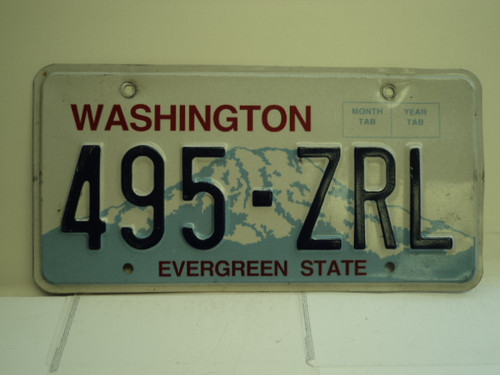 WASHINGTON
MONTH TAB
YEAR TAB
495-ZRL
EVERGREEN STATE